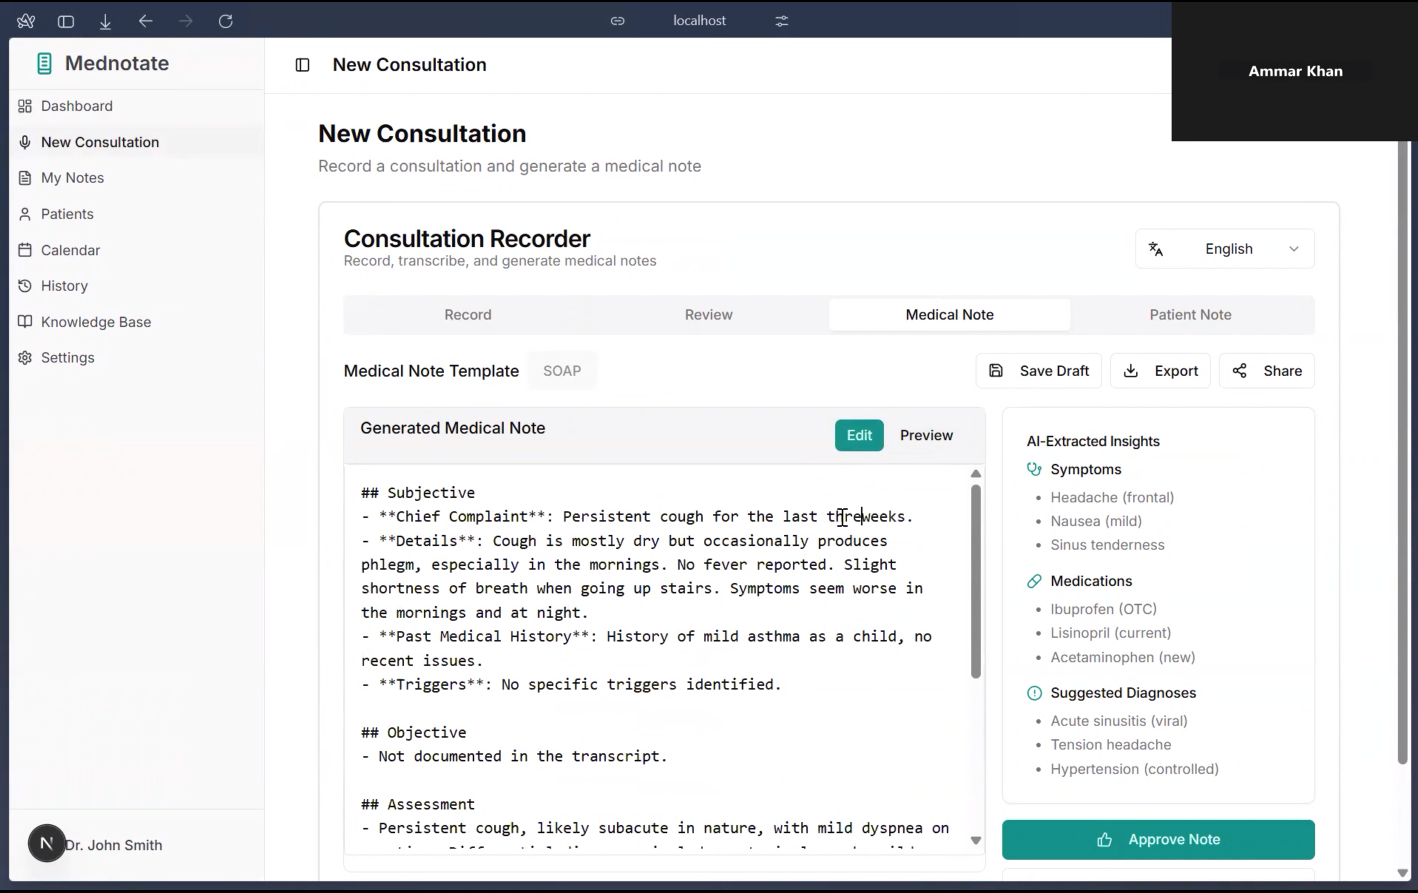 localhost
Ammar Khan
Mednotate
Dashboard
New Consultation
My Notes
Patients
Calendar
History
Knowledge Base
Settings
N
Dr. John Smith
New Consultation
New Consultation
Record a consultation and generate a medical note
Consultation Recorder
Record, transcribe, and generate medical notes
English
Record
Review
Medical Note
Patient Note
Medical Note Template
SOAP
Save Draft
Export
Share
Generated Medical Note
Edit
Preview
## Subjective
- **Chief Complaint**: Persistent cough for the last threweeks.
- **Details**: Cough is mostly dry but occasionally produces
phlegm, especially in the mornings. No fever reported. Slight
shortness of breath when going up stairs. Symptoms seem worse in
the mornings and at night.
- **Past Medical History**: History of mild asthma as a child, no
recent issues.
- **Triggers**: No specific triggers identified.
## Objective
- Not documented in the transcript.
## Assessment
- Persistent cough, likely subacute in nature, with mild dyspnea on
AI-Extracted Insights
Symptoms
• Headache (frontal)
• Nausea (mild)
• Sinus tenderness
Medications
• Ibuprofen (OTC)
• Lisinopril (current)
• Acetaminophen (new)
Suggested Diagnoses
• Acute sinusitis (viral)
• Tension headache
• Hypertension (controlled)
Approve Note